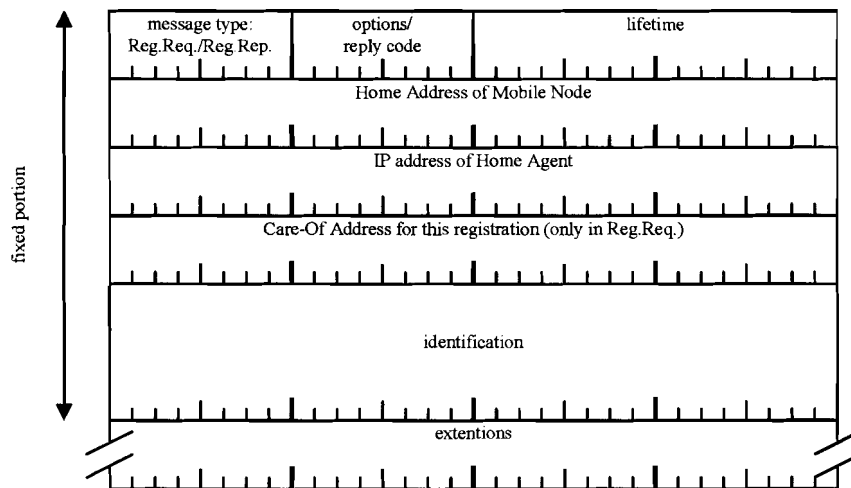 message type:
Reg.Req./Reg.Rep.
options/
reply code
lifetime
Home Address of Mobile Node
IP address of Home Agent
Care-Of Address for this registration (only in Reg.Req.)
identification
extentions
fixed portion